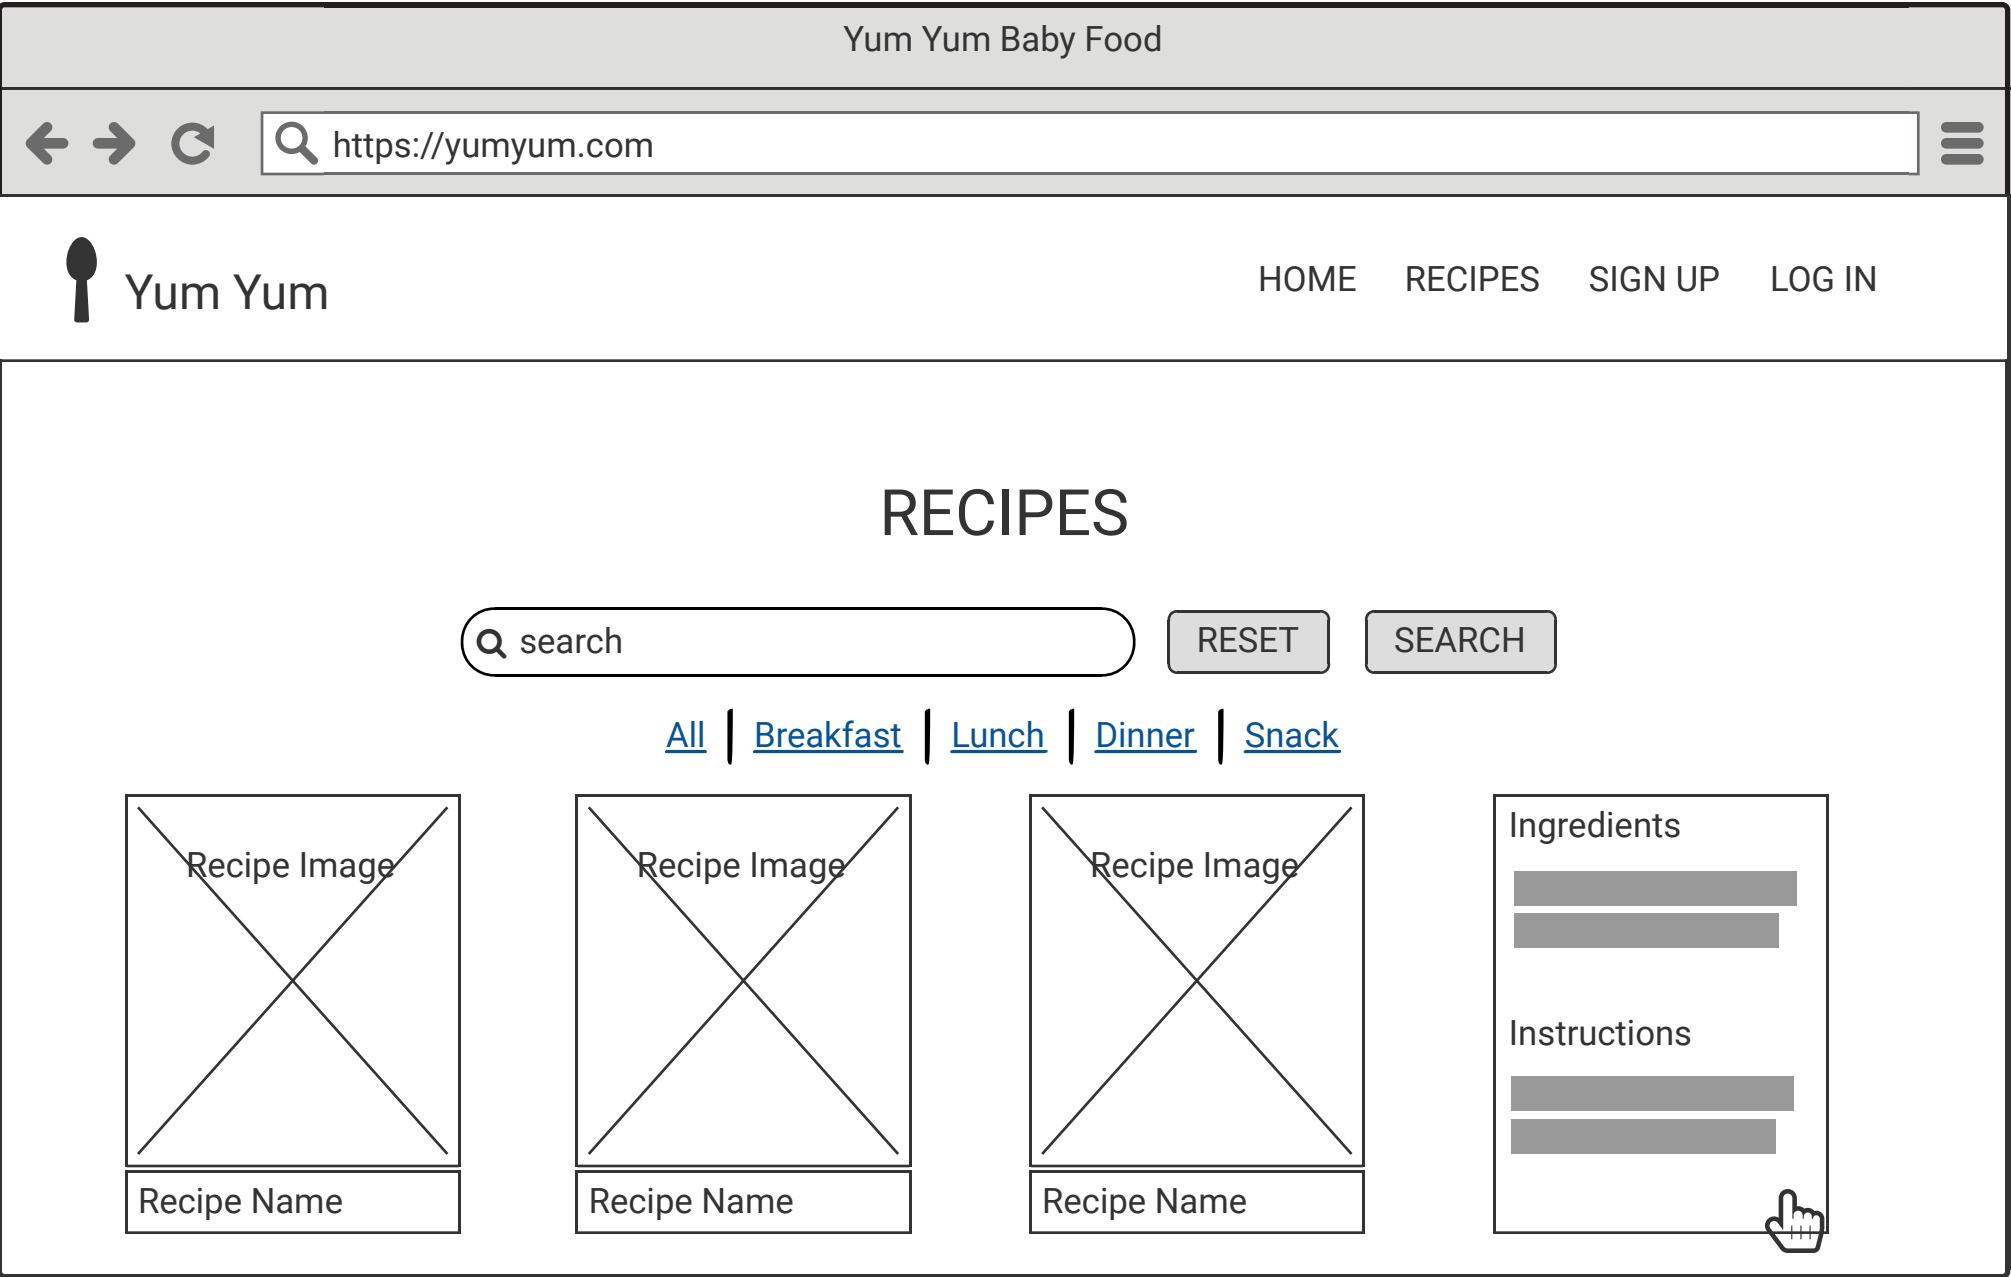 Yum Yum Baby Food
https://yumyum.com
Yum Yum
HOME RECIPES SIGN UP LOG IN
RECIPES
search RESET SEARCH
All Breakfast Lunch Dinner Snack
Recipe Image Recipe Image Recipe Image
Recipe Name Recipe Name Recipe Name
Ingredients
Instructions